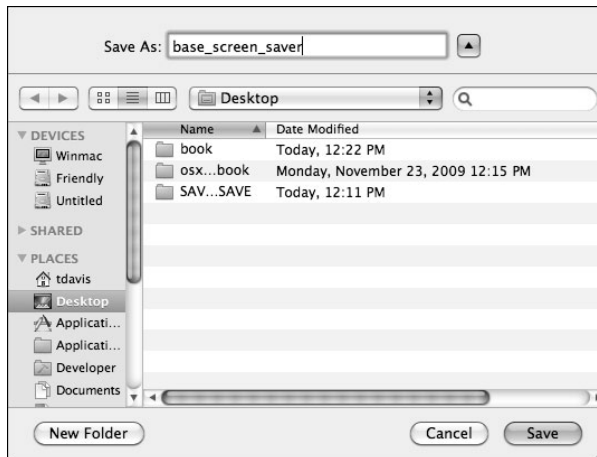 Save As: base_screen_saver
Desktop
Name Date Modified
book Today, 12:22 PM
osx...book Monday, November 23, 2009 12:15 PM
SAV...SAVE Today, 12:11 PM
DEVICES
Winmac
Friendly
Untitled
SHARED
PLACES
tdavis
Desktop
Applicati...
Applicati...
Developer
Documents
New Folder Cancel Save